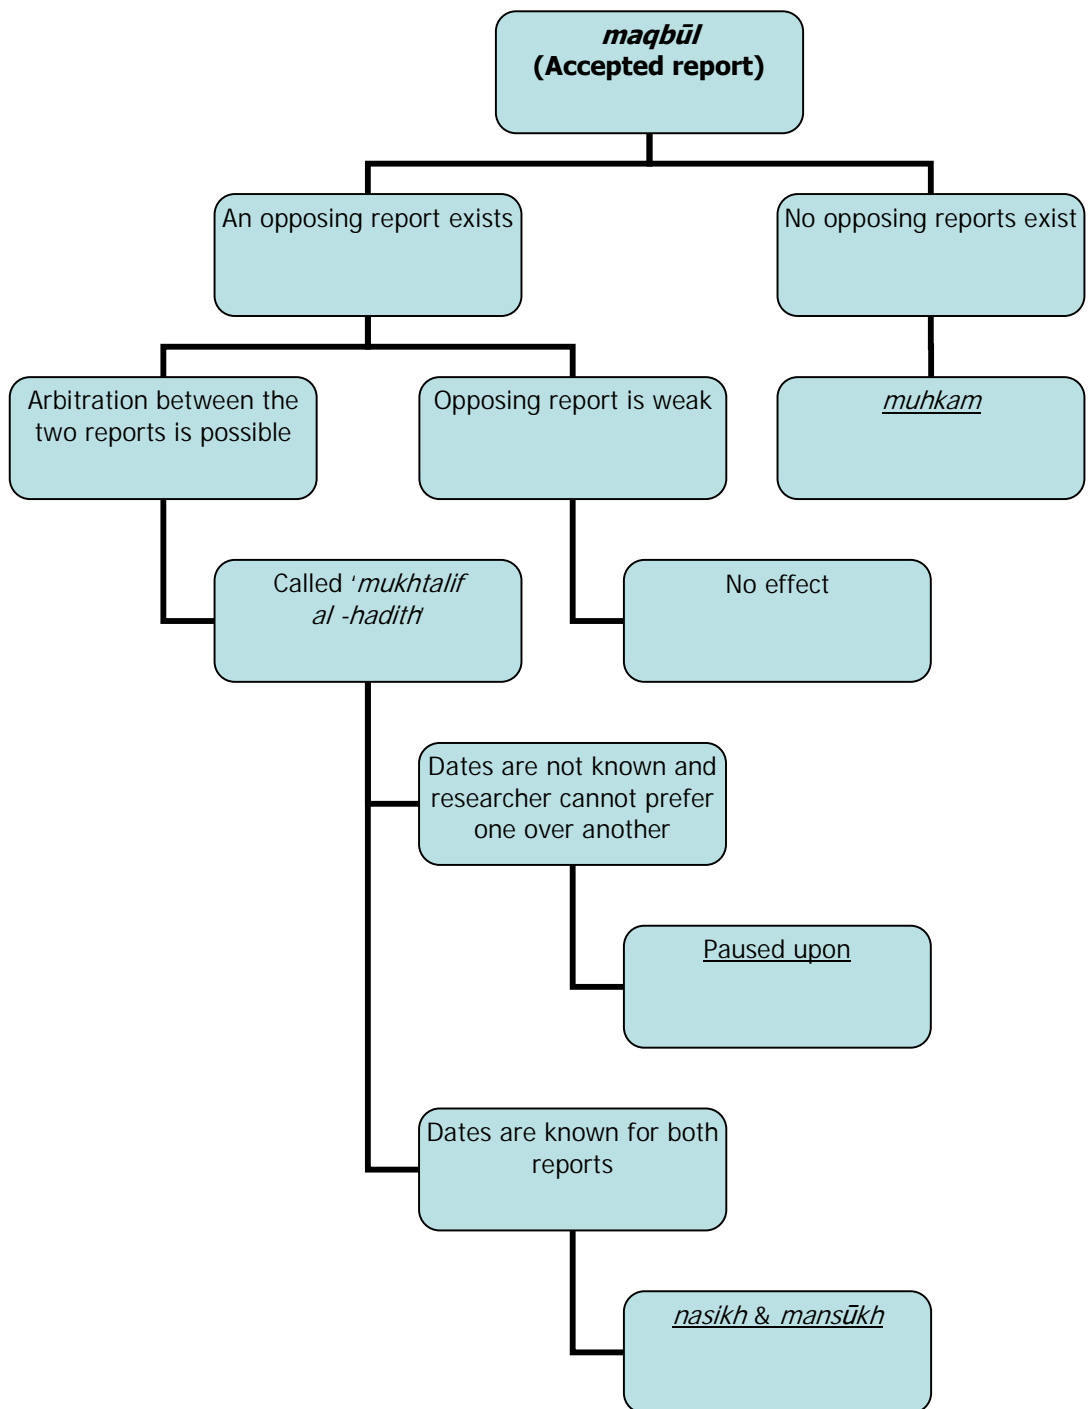 maqbūl
(Accepted report)
An opposing report exists
No opposing reports exist
Arbitration between the
two reports is possible
Opposing report is weak
muhkam
Called ‘mukhtalif
al -hadith’
No effect
Dates are not known and
researcher cannot prefer
one over another
Paused upon
Dates are known for both
reports
nasikh & mansūkh